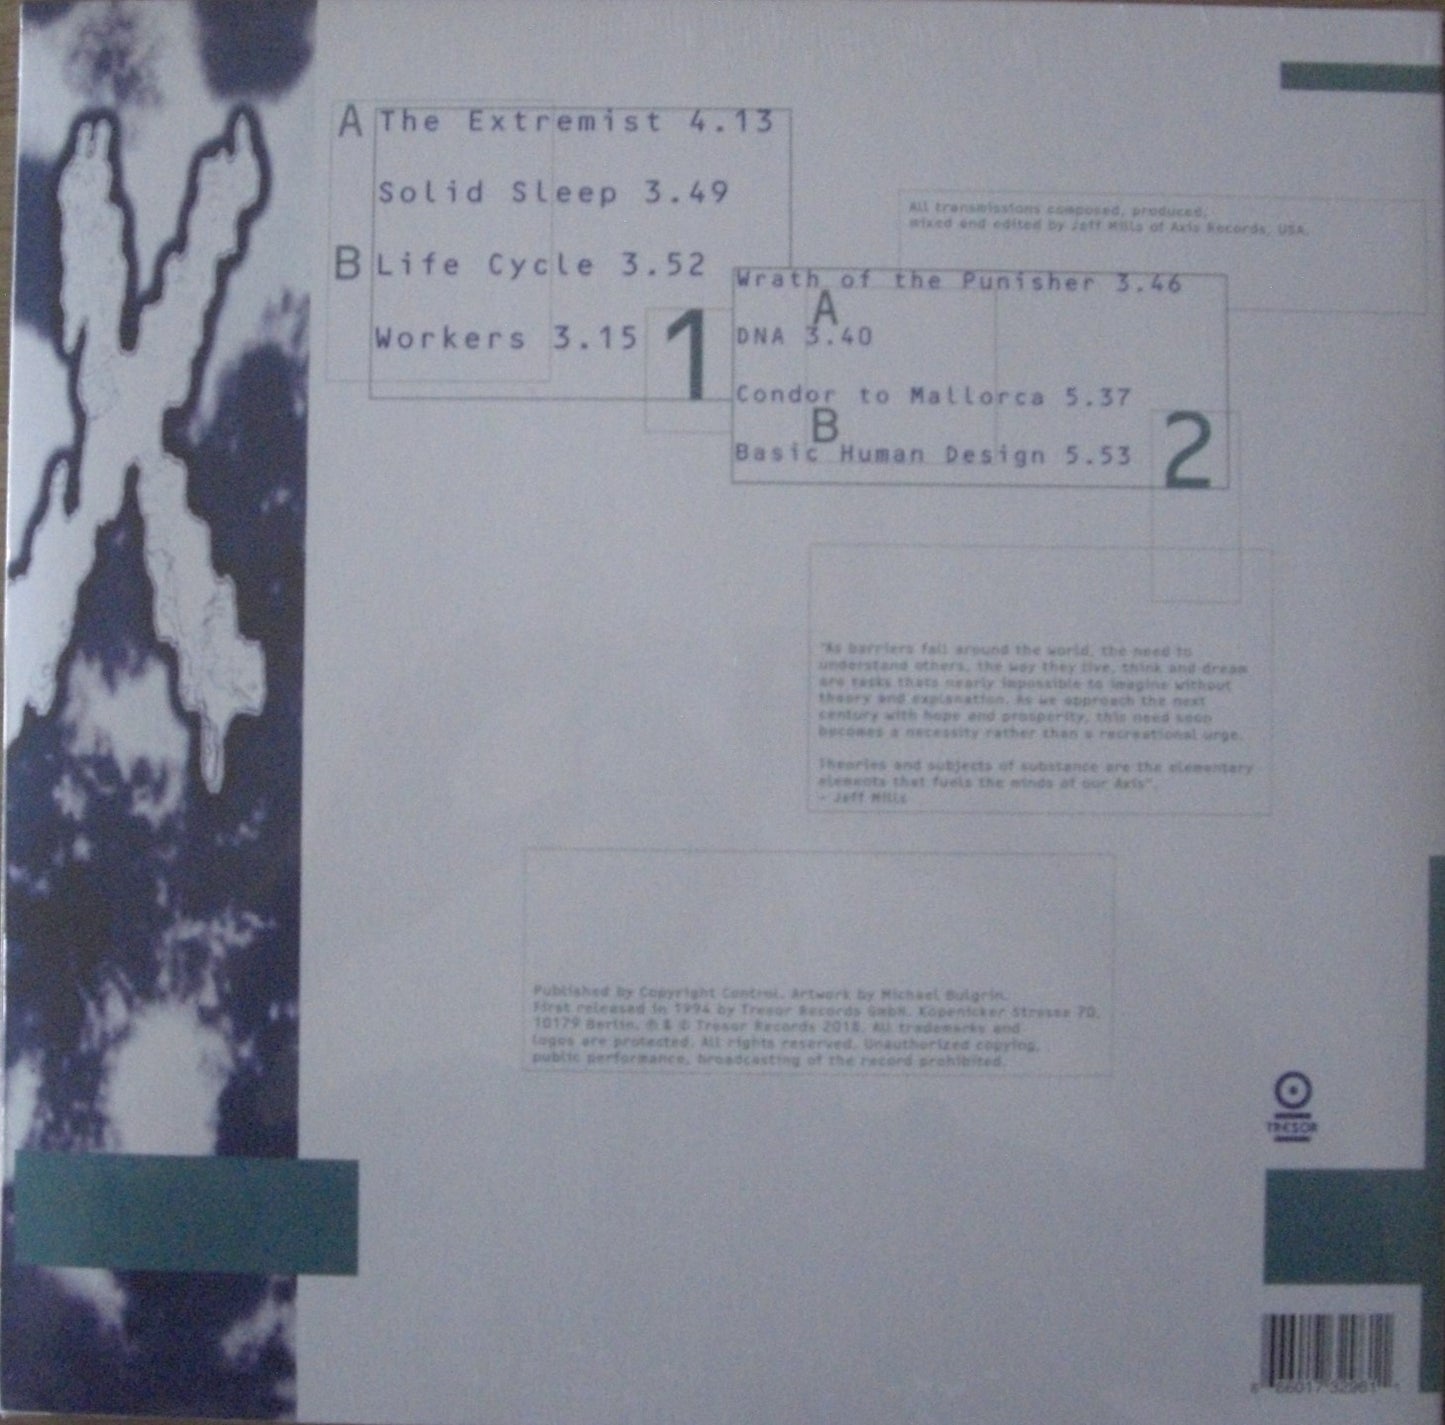 A The Extremist 4.13
Solid Sleep 3.49
B Life Cycle 3.52
Workers 3.15
1
All transmissions composed, produced,
mixed and edited by Jeff Mills of Axis Records, USA.
Wrath of the Punisher 3.46
A
DNA 3.40
Condor to Mallorca 5.37
B
Basic Human Design 5.53
2
"As barriers fall around the world, the need to
understand others, the way they live, think and dream
are tasks thats nearly impossible to imagine without
theory and explanation. As we approach the next
century with hope and prosperity, this need soon
becomes a necessity rather than a recreational urge.
Theories and subjects of substance are the elementary
elements that fuels the minds of our Axis".
- Jeff Mills
Published by Copyright Control. Artwork by Michael Bulgrin.
First released in 1994 by Tresor Records GmbH. Köpenicker Strasse 70,
10179 Berlin. ℗ & © Tresor Records 2018. All trademarks and
logos are protected. All rights reserved. Unauthorized copying,
public performance, broadcasting of the record prohibited.
TRESOR